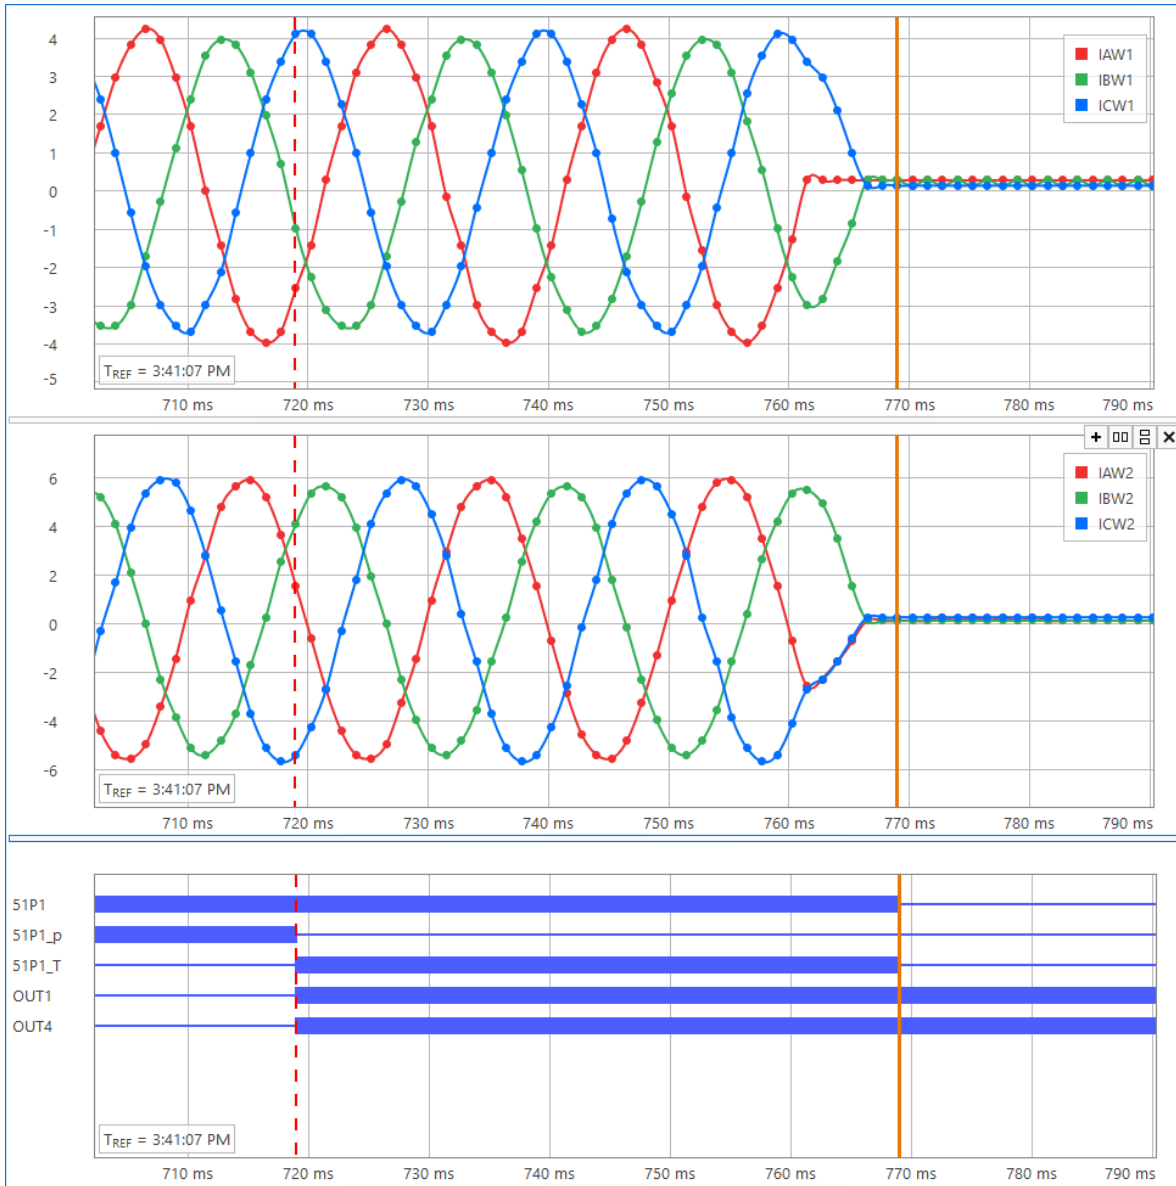 4
3
2
1
0
-1
-2
-3
-4
-5
IAW1
IBW1
ICW1
TREF = 3:41:07 PM
710 ms 720 ms 730 ms 740 ms 750 ms 760 ms 770 ms 780 ms 790 ms
6
4
2
0
-2
-4
-6
IAW2
IBW2
ICW2
TREF = 3:41:07 PM
710 ms 720 ms 730 ms 740 ms 750 ms 760 ms 770 ms 780 ms 790 ms
51P1
51P1_p
51P1_T
OUT1
OUT4
TREF = 3:41:07 PM
710 ms 720 ms 730 ms 740 ms 750 ms 760 ms 770 ms 780 ms 790 ms